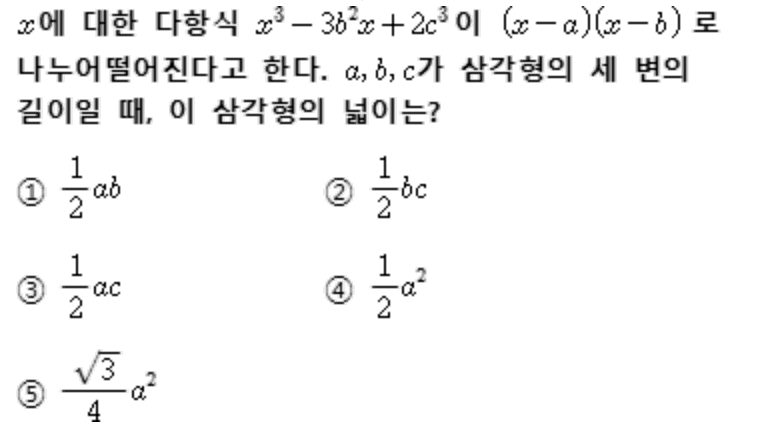 x에 대한 다항식 x³ − 3b²x + 2c³이 (x − a)(x − b) 로
나누어떨어진다고 한다. a, b, c가 삼각형의 세 변의
길이일 때, 이 삼각형의 넓이는?
① 1/2 ab ② 1/2 bc
③ 1/2 ac ④ 1/2 a²
⑤ √3/4 a²